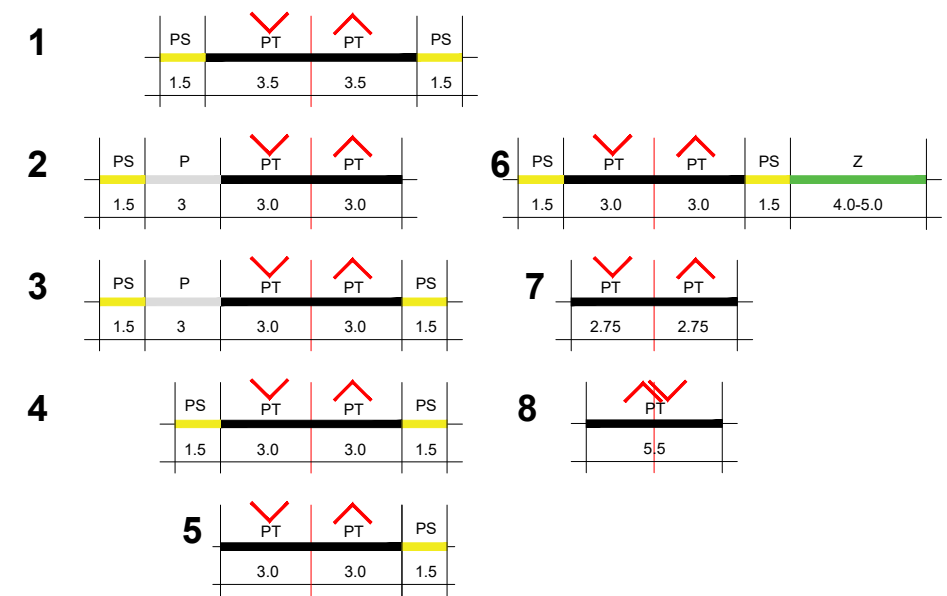 1
PS PT PT PS
1.5 3.5 3.5 1.5
2
PS P PT PT
1.5 3 3.0 3.0
6
PS PT PT PS Z
1.5 3.0 3.0 1.5 4.0-5.0
3
PS P PT PT PS
1.5 3 3.0 3.0 1.5
7
PT PT
2.75 2.75
4
PS PT PT PS
1.5 3.0 3.0 1.5
8
PT
5.5
5
PT PT PS
3.0 3.0 1.5